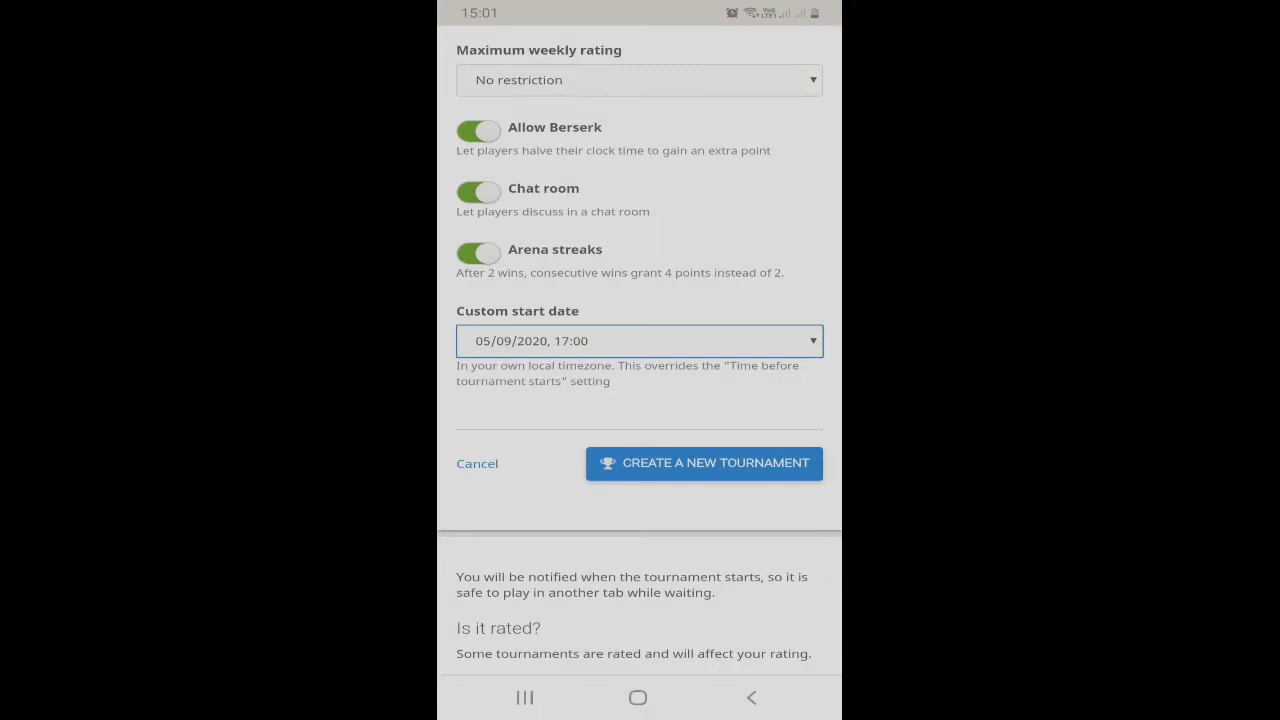 15:01
Maximum weekly rating
No restriction
Allow Berserk
Let players halve their clock time to gain an extra point
Chat room
Let players discuss in a chat room
Arena streaks
After 2 wins, consecutive wins grant 4 points instead of 2.
Custom start date
05/09/2020, 17:00
In your own local timezone. This overrides the "Time before
tournament starts" setting
Cancel
CREATE A NEW TOURNAMENT
You will be notified when the tournament starts, so it is
safe to play in another tab while waiting.
Is it rated?
Some tournaments are rated and will affect your rating.